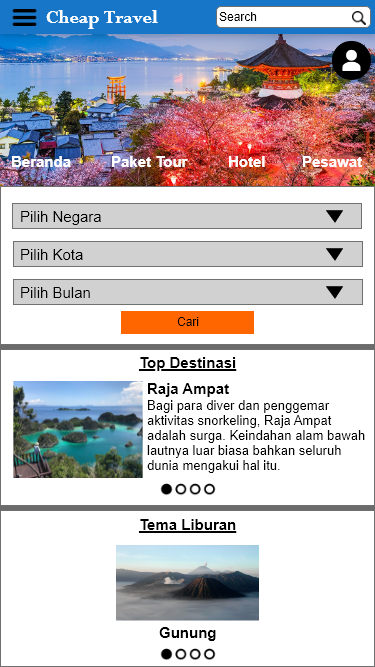 Cheap Travel
Search
Beranda Paket Tour Hotel Pesawat
Pilih Negara
Pilih Kota
Pilih Bulan
Cari
Top Destinasi
Raja Ampat
Bagi para diver dan penggemar
aktivitas snorkeling, Raja Ampat
adalah surga. Keindahan alam bawah
lautnya luar biasa bahkan seluruh
dunia mengakui hal itu.
Tema Liburan
Gunung